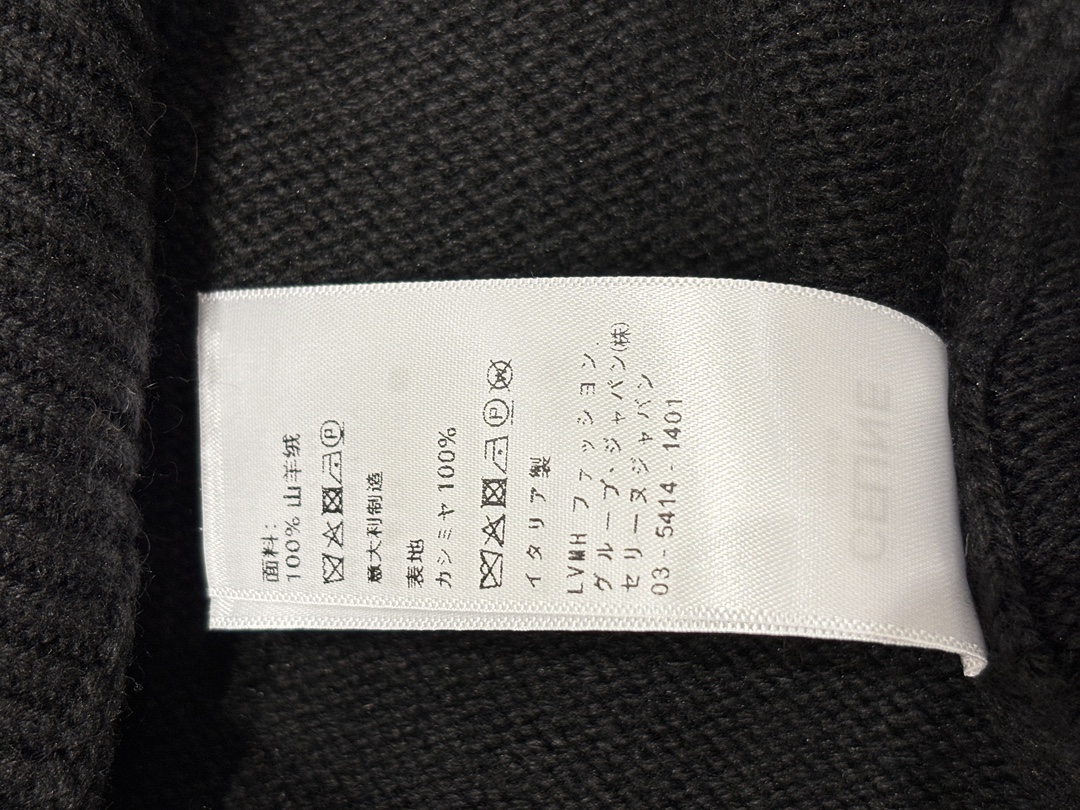 面料：
100% 山羊绒
意大利制造
表地
カシミヤ 100%
イタリア製
LVMH ファッション
グループ・ジャパン(株)
セリーヌジャパン
03 - 5414 - 1401